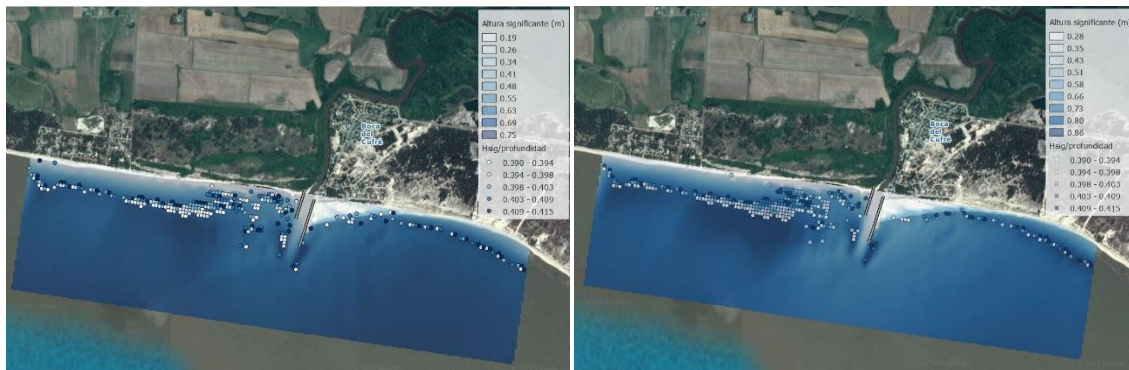 Altura significante (m)
0.19
0.26
0.34
0.41
0.48
0.55
0.63
0.69
0.75
Hsig/profundidad
0.390 - 0.394
0.394 - 0.398
0.398 - 0.403
0.403 - 0.409
0.409 - 0.415
Boca
del
Cufré
Altura significante (m)
0.28
0.35
0.43
0.51
0.58
0.66
0.73
0.80
0.86
Hsig/profundidad
0.390 - 0.394
0.394 - 0.398
0.398 - 0.403
0.403 - 0.409
0.409 - 0.415
Boca
del
Cufré